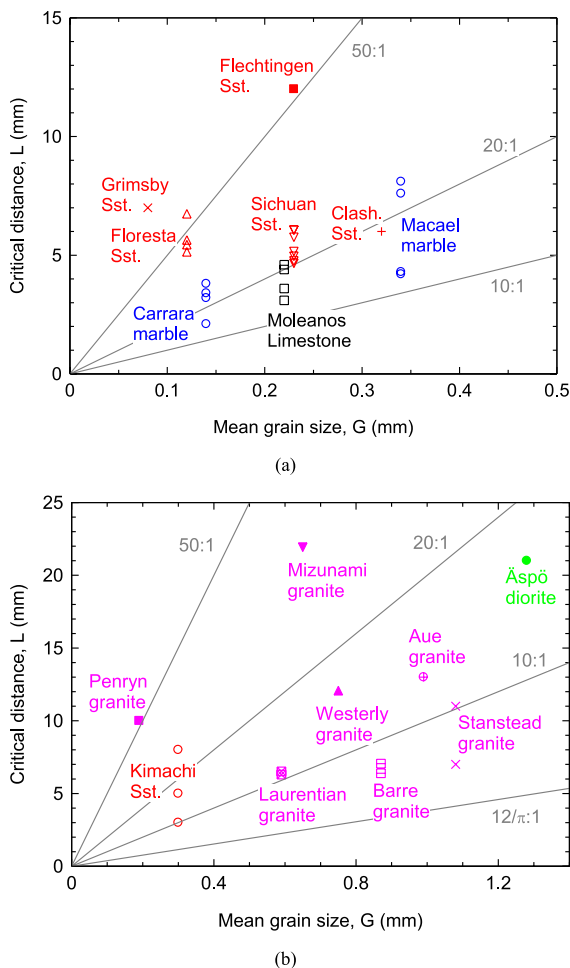 15
10
5
0
Critical distance, L (mm)
Flechtingen
Sst.
50:1
20:1
Grimsby
Sst.
Sichuan
Sst.
Clash.
Sst.
Macael
marble
Floresta
Sst.
10:1
Carrara
marble
Moleanos
Limestone
0 0.1 0.2 0.3 0.4 0.5
Mean grain size, G (mm)
(a)
25
20
15
10
5
0
Critical distance, L (mm)
50:1
20:1
Mizunami
granite
Äspö
diorite
Aue
granite
Penryn
granite
10:1
Westerly
granite
Stanstead
granite
Kimachi
Sst.
Laurentian
granite
Barre
granite
12/π:1
0 0.4 0.8 1.2
Mean grain size, G (mm)
(b)